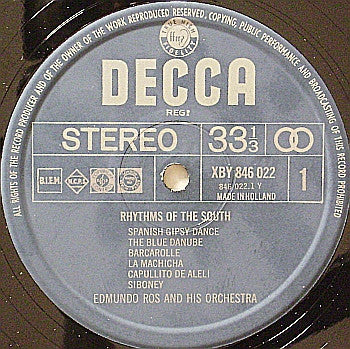 ALL RIGHTS OF THE RECORD PRODUCER AND OF THE OWNER OF THE WORK REPRODUCED RESERVED, COPYING, PUBLIC PERFORMANCE AND BROADCASTING OF THIS RECORD PROHIBITED
DECCA
REGD
STEREO 33 1/3
B.I.E.M. N.C.B. XBY 846 022 1
846.022.1 Y
MADE IN HOLLAND
RHYTHMS OF THE SOUTH
SPANISH GIPSY DANCE
THE BLUE DANUBE
BARCAROLLE
LA MACHICHA
CAPULLITO DE ALELI
SIBONEY
EDMUNDO ROS AND HIS ORCHESTRA